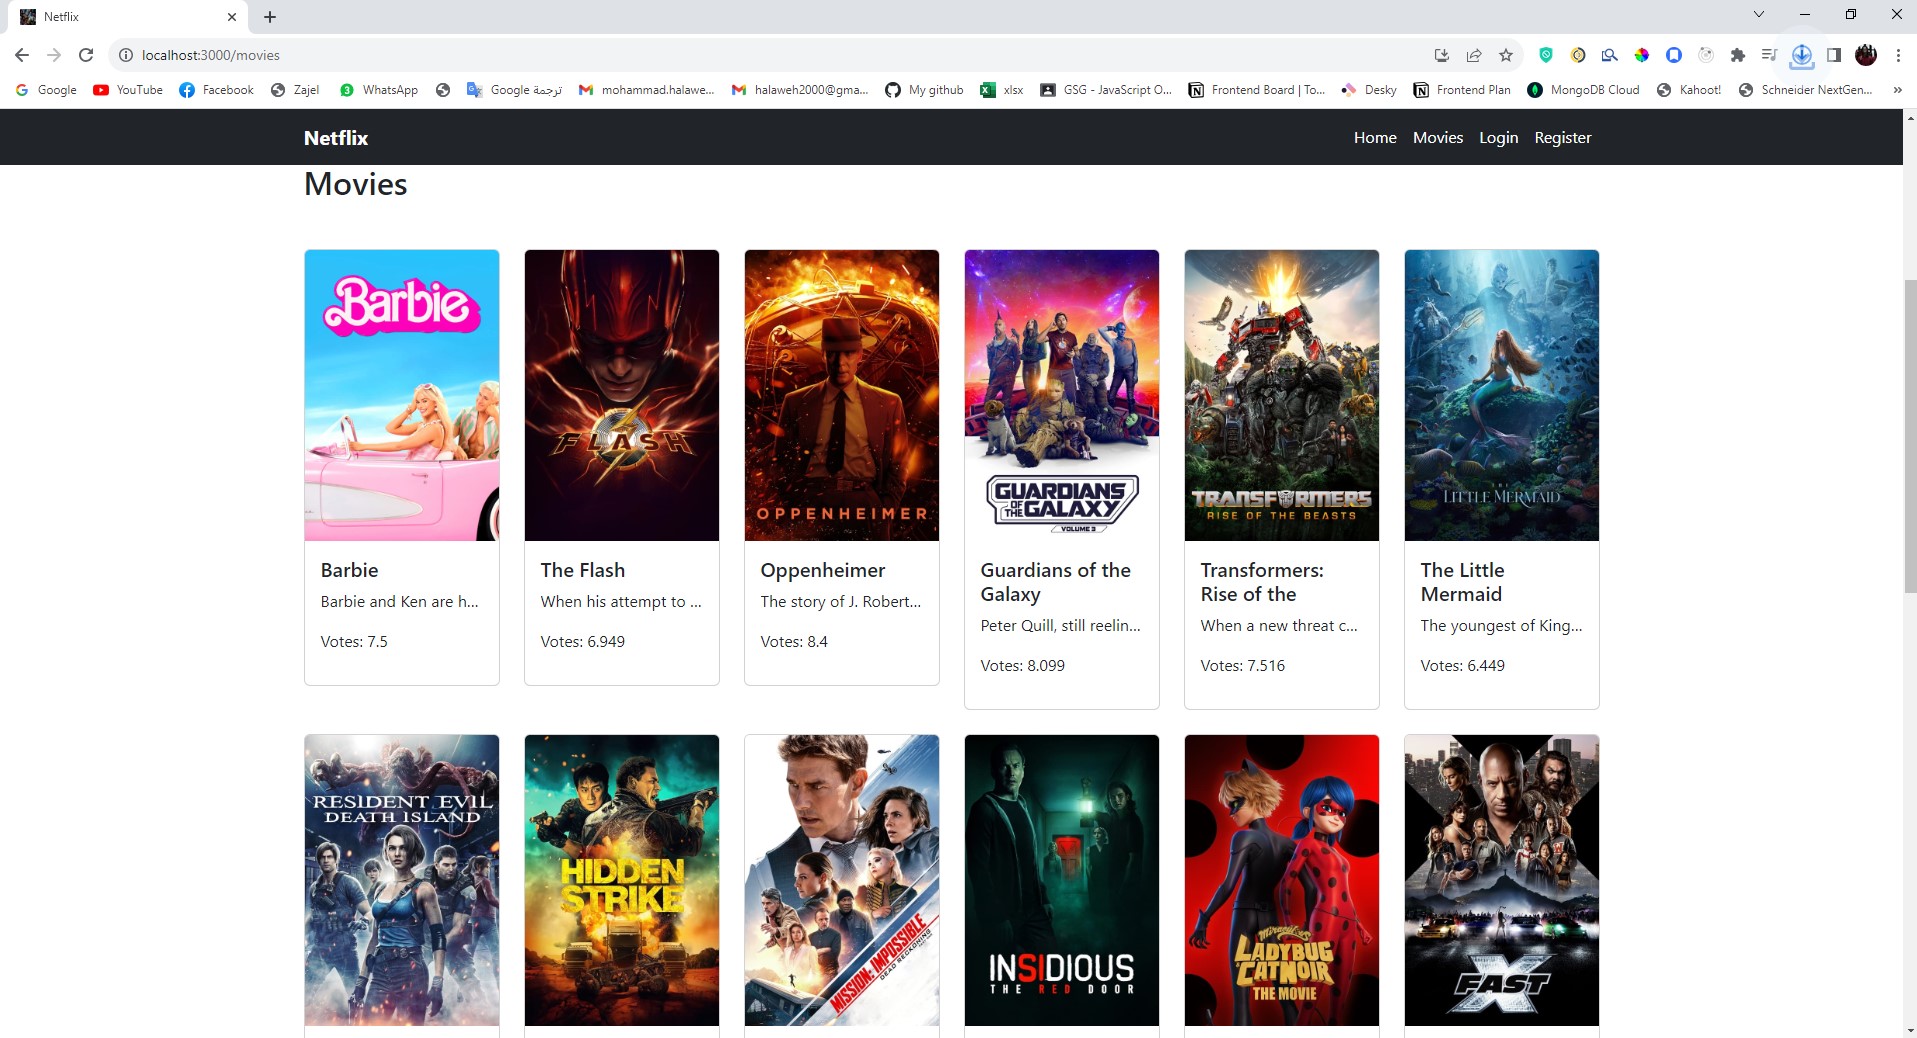 Netflix
localhost:3000/movies
Google YouTube Facebook Zajel WhatsApp Google ترجمة mohammad.halawe... halaweh2000@gma... My github xlsx GSG - JavaScript O... Frontend Board | To... Desky Frontend Plan MongoDB Cloud Kahoot! Schneider NextGen... »
Netflix Home Movies Login Register
Movies
Barbie
FLASH
OPPENHEIMER
GUARDIANS
OF THE GALAXY
VOLUME 3
TRANSFORMERS
RISE OF THE BEASTS
THE
LITTLE MERMAID
Barbie
Barbie and Ken are h...
Votes: 7.5
The Flash
When his attempt to ...
Votes: 6.949
Oppenheimer
The story of J. Robert...
Votes: 8.4
Guardians of the
Galaxy
Peter Quill, still reelin...
Votes: 8.099
Transformers:
Rise of the
When a new threat c...
Votes: 7.516
The Little
Mermaid
The youngest of King...
Votes: 6.449
RESIDENT EVIL
DEATH ISLAND
HIDDEN
STRIKE
MISSION: IMPOSSIBLE
DEAD RECKONING
INSIDIOUS
THE RED DOOR
Miraculous
LADYBUG
& CAT NOIR
THE MOVIE
FAST X